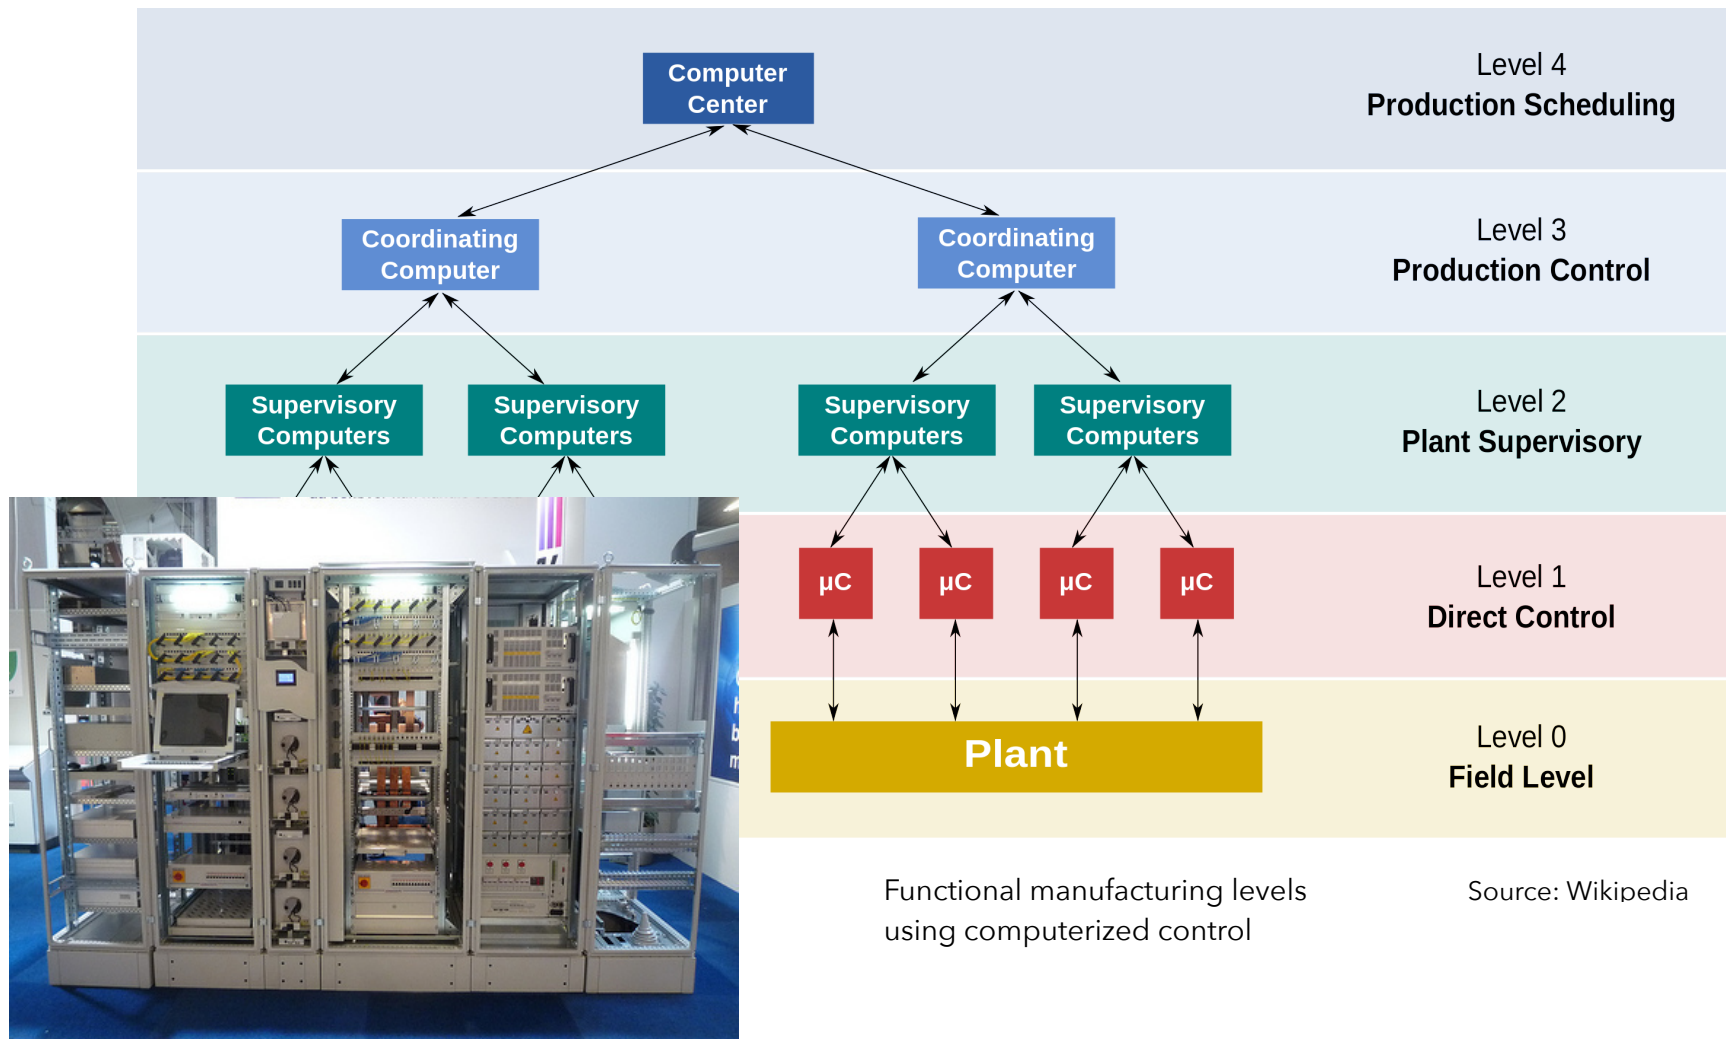 Computer
Center
Level 4
Production Scheduling
Coordinating
Computer
Coordinating
Computer
Level 3
Production Control
Supervisory
Computers
Supervisory
Computers
Supervisory
Computers
Supervisory
Computers
Level 2
Plant Supervisory
µC
µC
µC
µC
Level 1
Direct Control
Plant
Level 0
Field Level
Functional manufacturing levels
using computerized control
Source: Wikipedia